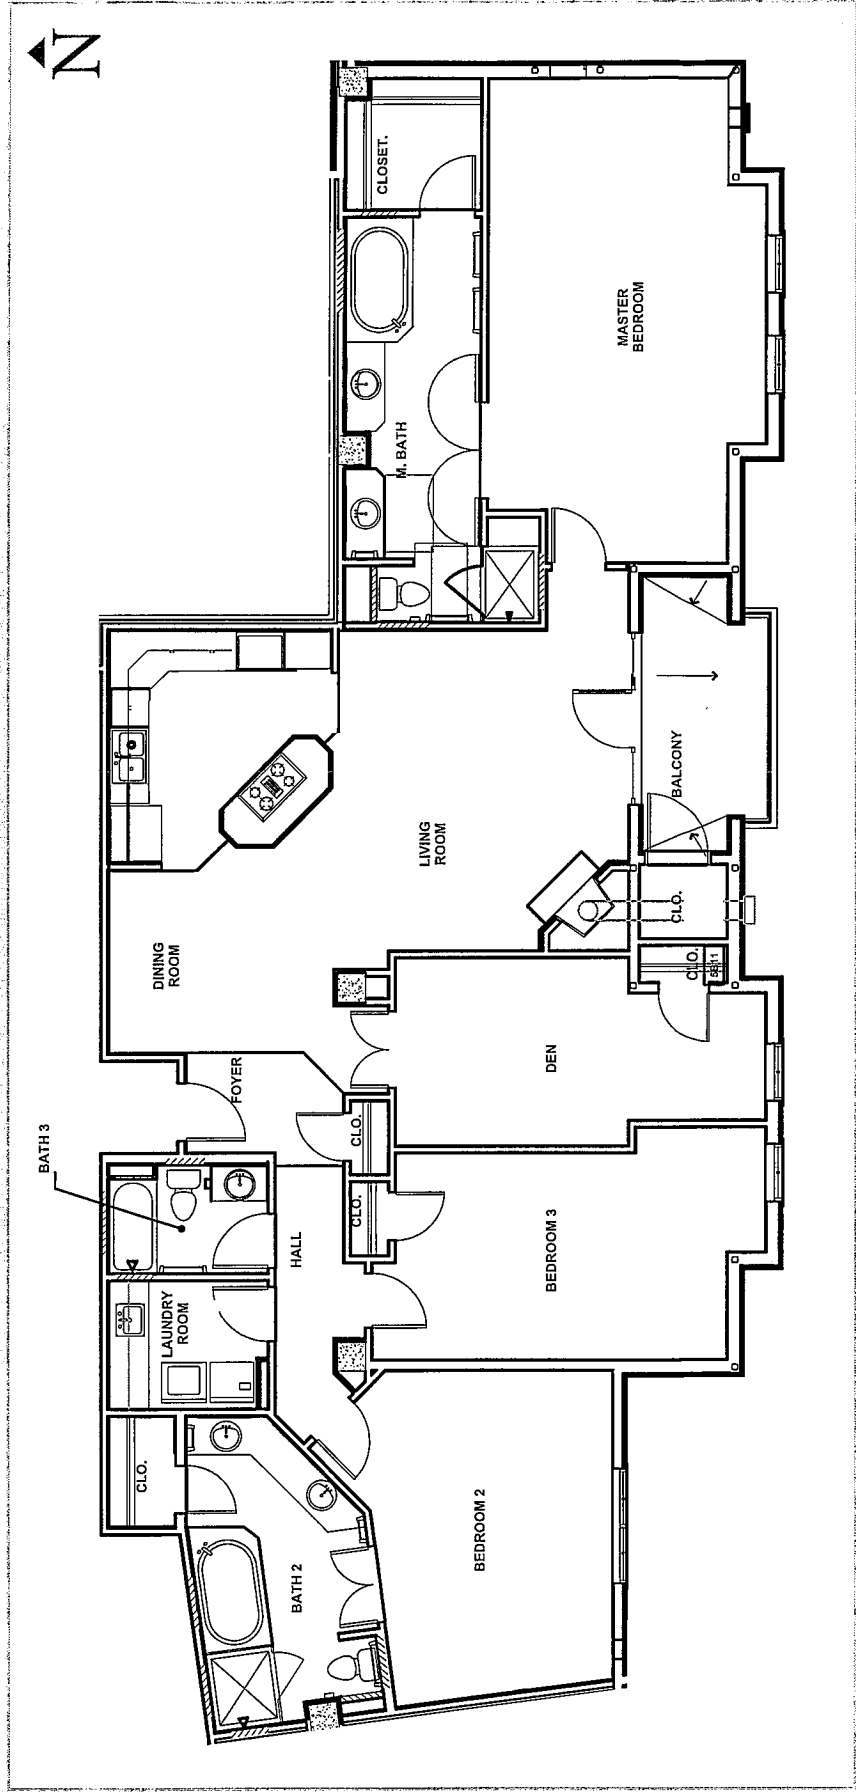 N
BATH 3
CLO.
LAUNDRY
ROOM
BATH 2
HALL
FOYER
DINING
ROOM
CLO.
CLO.
BEDROOM 2
BEDROOM 3
DEN
LIVING
ROOM
CLO.
CLO.
BALCONY
M. BATH
CLOSET.
MASTER
BEDROOM